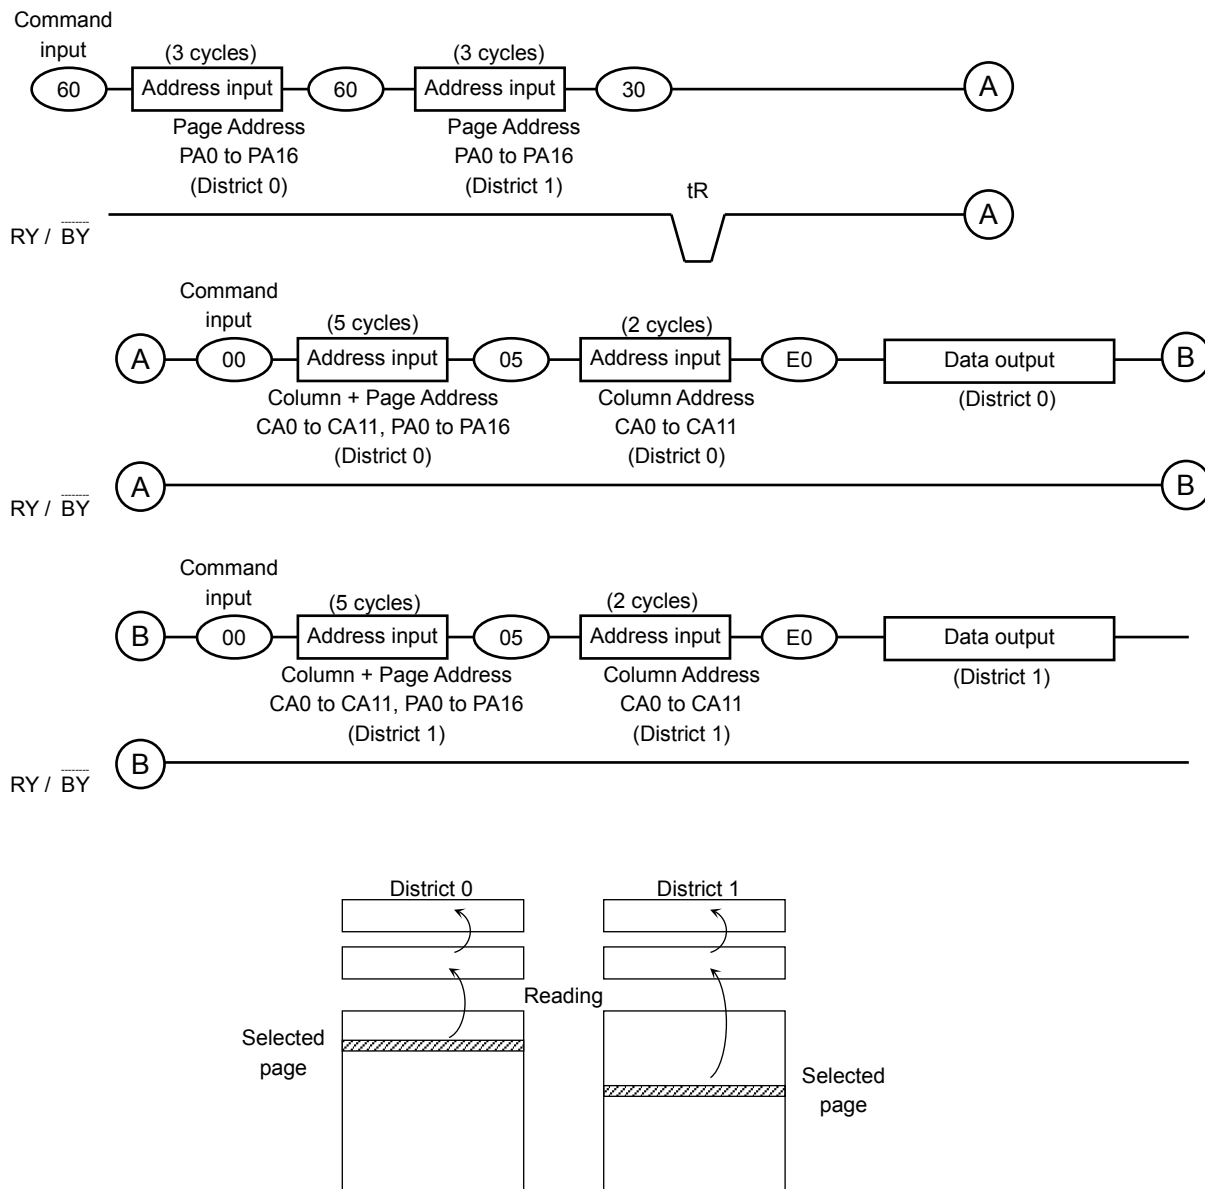 Command
input
(3 cycles)
(3 cycles)
60
Address input
60
Address input
30
A
Page Address
PA0 to PA16
(District 0)
Page Address
PA0 to PA16
(District 1)
tR
RY / BY
A
Command
input
(5 cycles)
(2 cycles)
A
00
Address input
05
Address input
E0
Data output
B
Column + Page Address
CA0 to CA11, PA0 to PA16
(District 0)
Column Address
CA0 to CA11
(District 0)
(District 0)
RY / BY
A
B
Command
input
(5 cycles)
(2 cycles)
B
00
Address input
05
Address input
E0
Data output
Column + Page Address
CA0 to CA11, PA0 to PA16
(District 1)
Column Address
CA0 to CA11
(District 1)
(District 1)
RY / BY
B
District 0
District 1
Reading
Selected
page
Selected
page